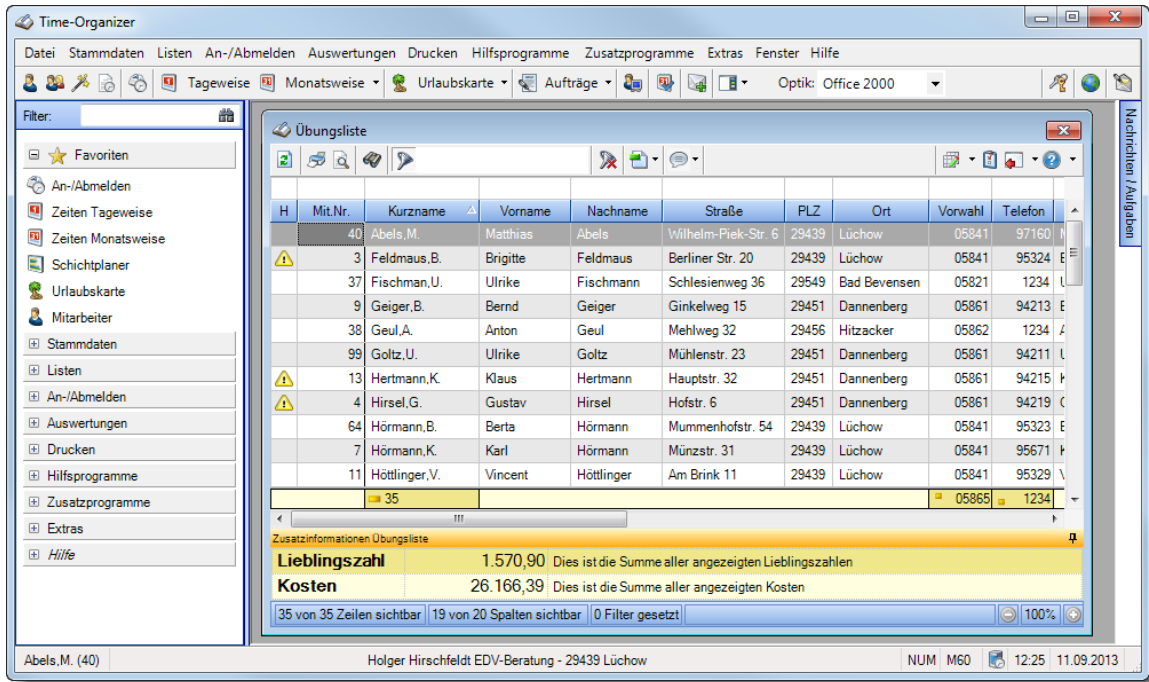 Time-Organizer
Datei Stammdaten Listen An-/Abmelden Auswertungen Drucken Hilfsprogramme Zusatzprogramme Extras Fenster Hilfe
Tageweise Monatsweise Urlaubskarte Aufträge Optik: Office 2000
Filter:
Favoriten
An-/Abmelden
Zeiten Tageweise
Zeiten Monatsweise
Schichtplaner
Urlaubskarte
Mitarbeiter
Stammdaten
Listen
An-/Abmelden
Auswertungen
Drucken
Hilfsprogramme
Zusatzprogramme
Extras
Hilfe
Übungsliste
H Mit.Nr. Kurzname Vorname Nachname Straße PLZ Ort Vorwahl Telefon
40 Abels,M. Matthias Abels Wilhelm-Piek-Str. 6 29439 Lüchow 05841 97160
3 Feldmaus,B. Brigitte Feldmaus Berliner Str. 20 29439 Lüchow 05841 95324
37 Fischman,U. Ulrike Fischmann Schlesienweg 36 29549 Bad Bevensen 05821 1234
9 Geiger,B. Bernd Geiger Ginkelweg 15 29451 Dannenberg 05861 94213
38 Geul,A. Anton Geul Mehlweg 32 29456 Hitzacker 05862 1234
99 Goltz,U. Ulrike Goltz Mühlenstr. 23 29451 Dannenberg 05861 94211
13 Hertmann,K. Klaus Hertmann Hauptstr. 32 29451 Dannenberg 05861 94215
4 Hirsel,G. Gustav Hirsel Hofstr. 6 29451 Dannenberg 05861 94219
64 Hörmann,B. Berta Hörmann Mummenhofstr. 54 29439 Lüchow 05841 95323
7 Hörmann,K. Karl Hörmann Münzstr. 31 29439 Lüchow 05841 95671
11 Höttlinger,V. Vincent Höttlinger Am Brink 11 29439 Lüchow 05841 95329
35 05865 1234
Zusatzinformationen Übungsliste
Lieblingszahl 1.570,90 Dies ist die Summe aller angezeigten Lieblingszahlen
Kosten 26.166,39 Dies ist die Summe aller angezeigten Kosten
35 von 35 Zeilen sichtbar 19 von 20 Spalten sichtbar 0 Filter gesetzt 100%
Nachrichten / Aufgaben
Abels,M. (40) Holger Hirschfeldt EDV-Beratung - 29439 Lüchow NUM M60 12:25 11.09.2013